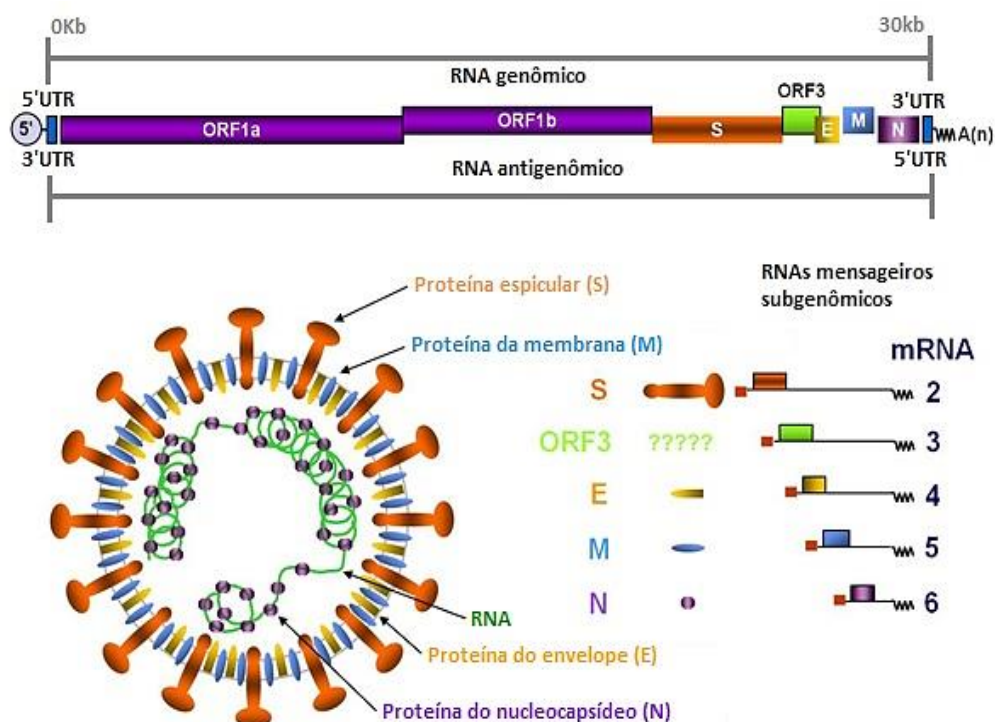 0Kb
30kb
RNA genômico
5'UTR
ORF3
3'UTR
5'
ORF1a
ORF1b
S
E
M
N
A(n)
3'UTR
RNA antigenômico
5'UTR
Proteína espicular (S)
RNAs mensageiros
subgenômicos
Proteína da membrana (M)
mRNA
S
2
ORF3
?????
3
E
4
M
5
N
6
RNA
Proteína do envelope (E)
Proteína do nucleocapsídeo (N)